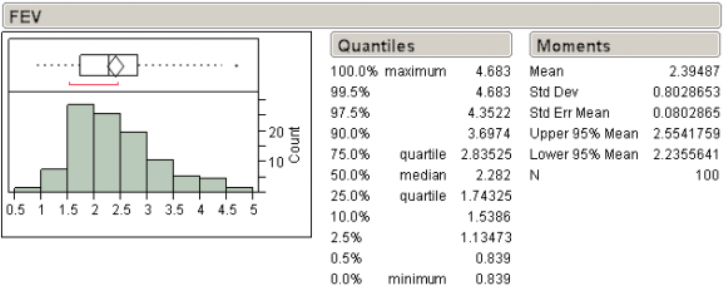 FEV
20
10
Count
0.5 1 1.5 2 2.5 3 3.5 4 4.5 5
Quantiles
100.0% maximum 4.683
99.5% 4.683
97.5% 4.3522
90.0% 3.6974
75.0% quartile 2.83525
50.0% median 2.282
25.0% quartile 1.74325
10.0% 1.5386
2.5% 1.13473
0.5% 0.839
0.0% minimum 0.839
Moments
Mean 2.39487
Std Dev 0.8028653
Std Err Mean 0.0802865
Upper 95% Mean 2.5541759
Lower 95% Mean 2.2355641
N 100